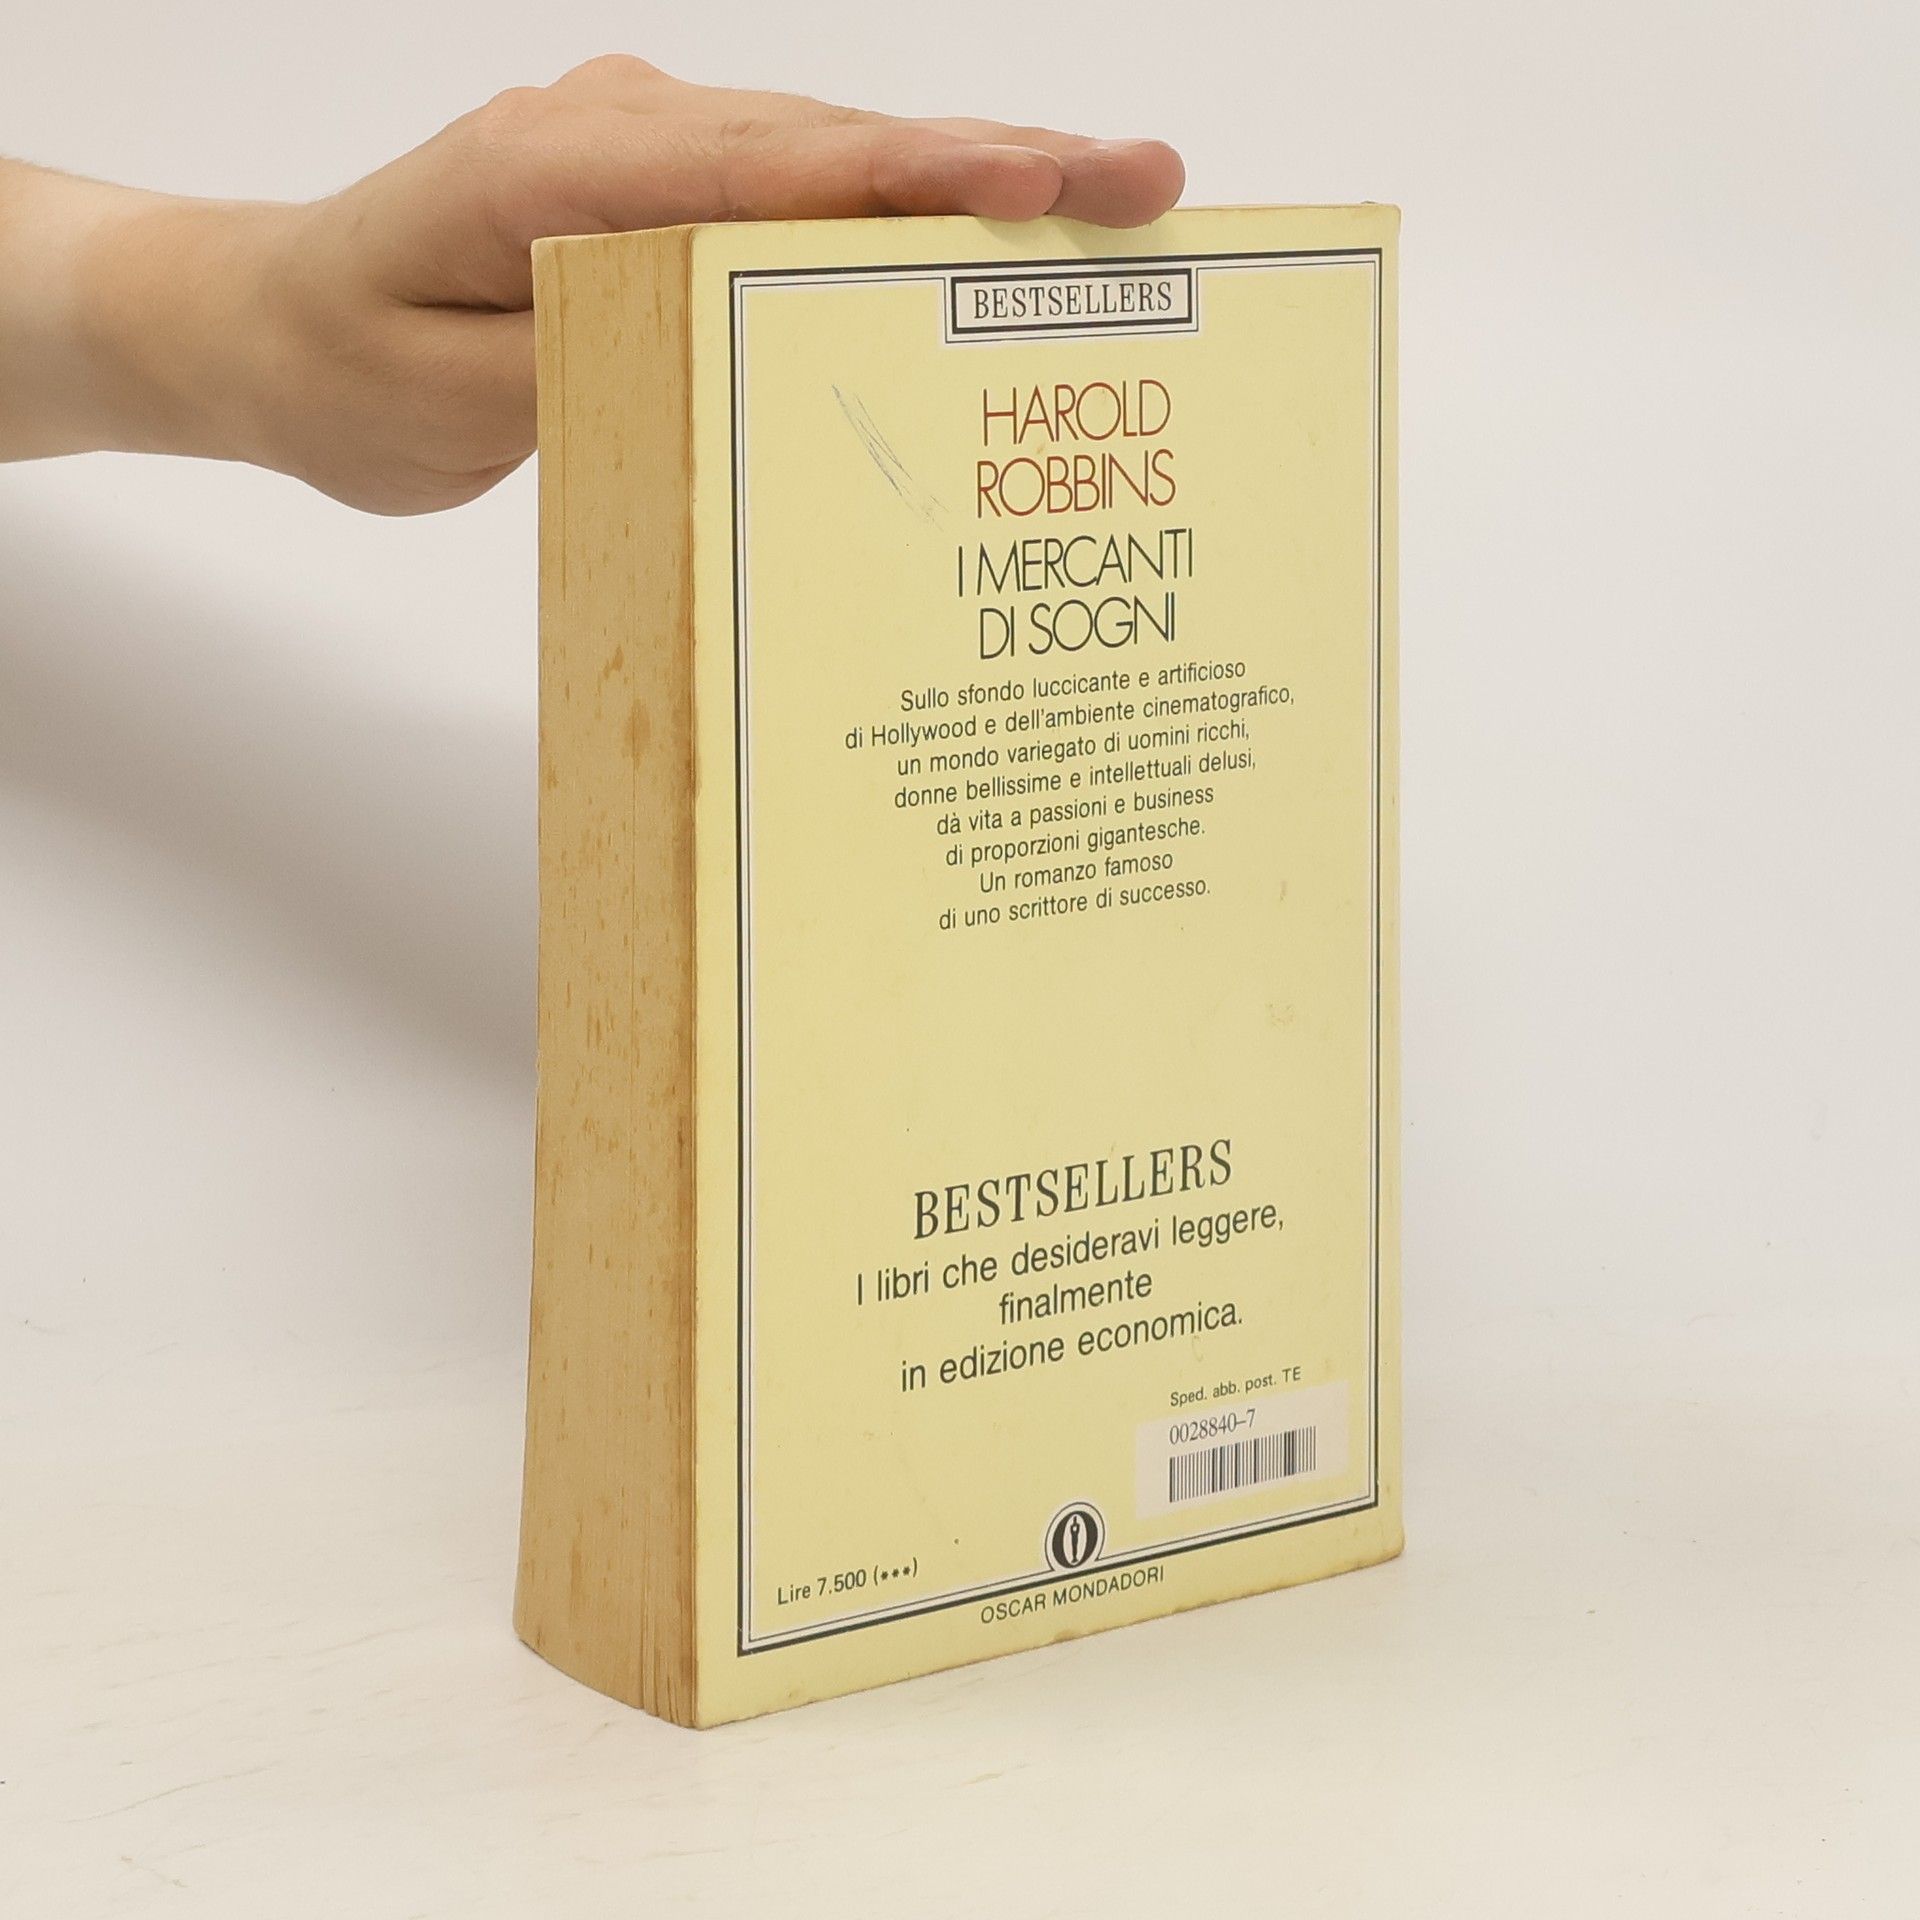 BESTSELLERS
HAROLD
ROBBINS
I MERCANTI
DI SOGNI
Sullo sfondo luccicante e artificioso
di Hollywood e dell'ambiente cinematografico,
un mondo variegato di uomini ricchi,
donne bellissime e intellettuali delusi,
dà vita a passioni e business
di proporzioni gigantesche.
Un romanzo famoso
di uno scrittore di successo.
BESTSELLERS
I libri che desideravi leggere,
finalmente
in edizione economica.
Sped. abb. post. TE
0028840-7
Lire 7.500 (***)
OSCAR MONDADORI